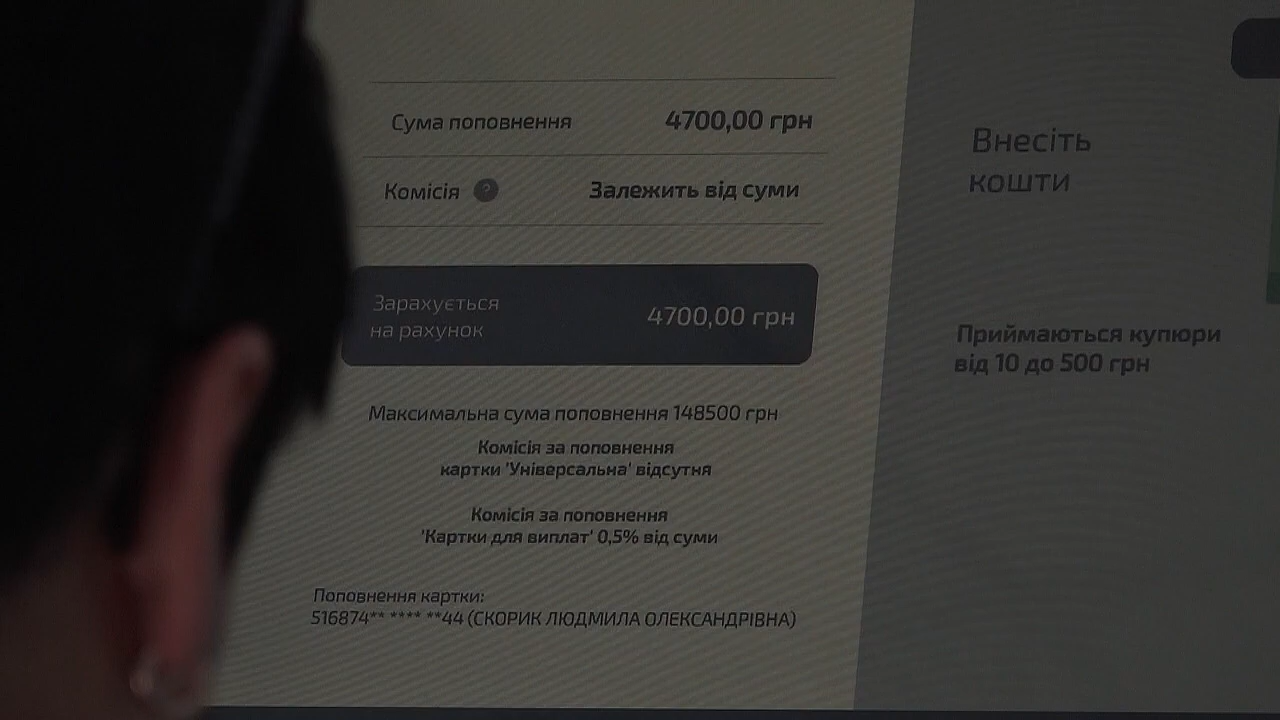 Сума поповнення 4700,00 грн
Комісія ? Залежить від суми
Зарахується
на рахунок
4700,00 грн
Максимальна сума поповнення 148500 грн
Комісія за поповнення
картки 'Універсальна' відсутня
Комісія за поповнення
'Картки для виплат' 0,5% від суми
Поповнення картки:
516874** **** **44 (СКОРИК ЛЮДМИЛА ОЛЕКСАНДРІВНА)
Внесіть
кошти
Приймаються купюри
від 10 до 500 грн